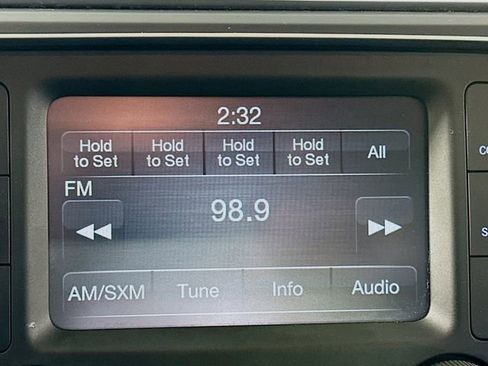 2:32
Hold to Set Hold to Set Hold to Set Hold to Set All
FM
98.9
AM/SXM Tune Info Audio